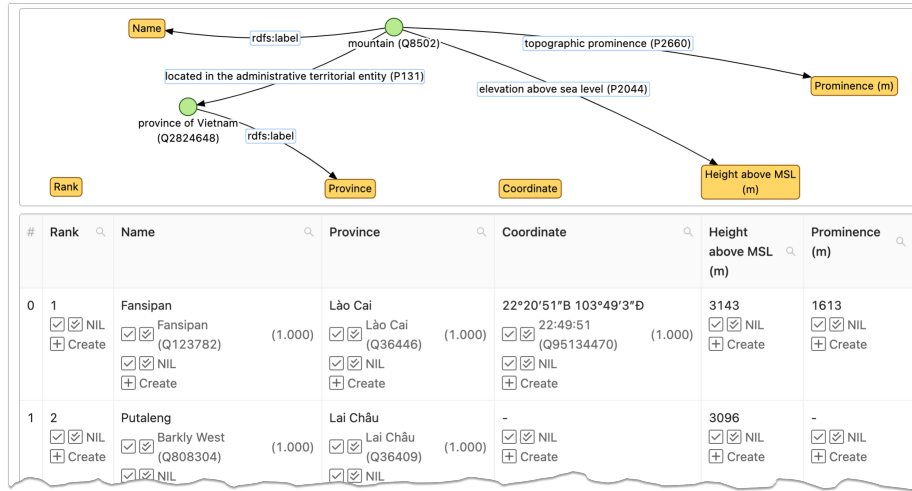 Name
rdfs:label
mountain (Q8502)
topographic prominence (P2660)
located in the administrative territorial entity (P131)
elevation above sea level (P2044)
Prominence (m)
province of Vietnam
(Q2824648)
rdfs:label
Rank
Province
Coordinate
Height above MSL
(m)
# Rank Name Province Coordinate Height above MSL (m) Prominence (m)
0 1 Fansipan Lào Cai 22°20′51″B 103°49′3″Đ 3143 1613
NIL Fansipan (Q123782) (1.000) Lào Cai (Q36446) (1.000) 22:49:51 (Q95134470) (1.000) NIL NIL
Create NIL NIL NIL Create Create
Create Create Create
1 2 Putaleng Lai Châu - 3096 -
NIL Barkly West (Q808304) (1.000) Lai Châu (Q36409) (1.000) NIL NIL NIL
Create NIL NIL Create Create Create